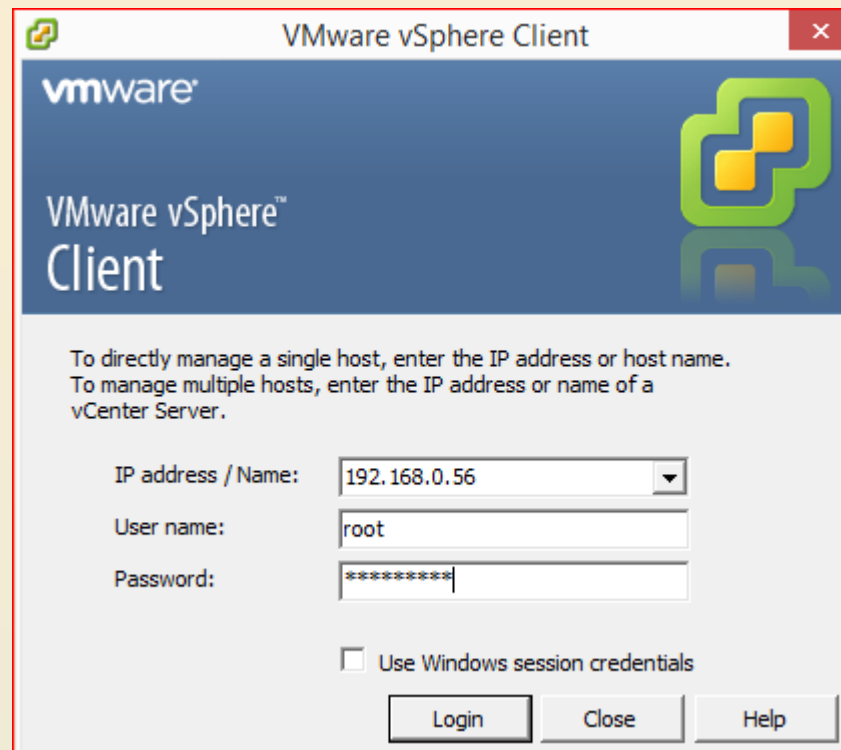 VMware vSphere Client
vmware®
VMware vSphere™
Client
To directly manage a single host, enter the IP address or host name.
To manage multiple hosts, enter the IP address or name of a
vCenter Server.
IP address / Name: 192.168.0.56
User name: root
Password: *********
Use Windows session credentials
Login Close Help